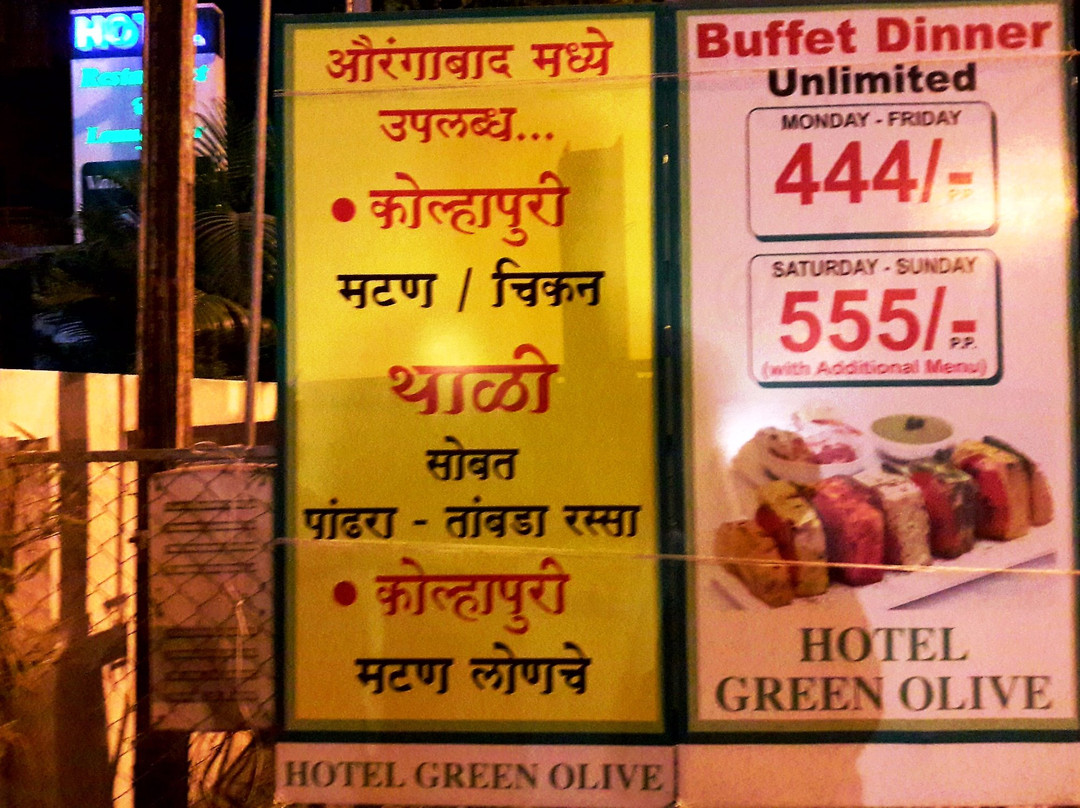 औरंगाबाद मध्ये
उपलब्ध...
• कोल्हापुरी
मटण / चिकन
थाळी
सोबत
पांढरा - तांबडा रस्सा
• कोल्हापुरी
मटण लोणचे
HOTEL GREEN OLIVE
Buffet Dinner
Unlimited
MONDAY - FRIDAY
444/-
P.P.
SATURDAY - SUNDAY
555/-
P.P.
(with Additional Menu)
HOTEL
GREEN OLIVE